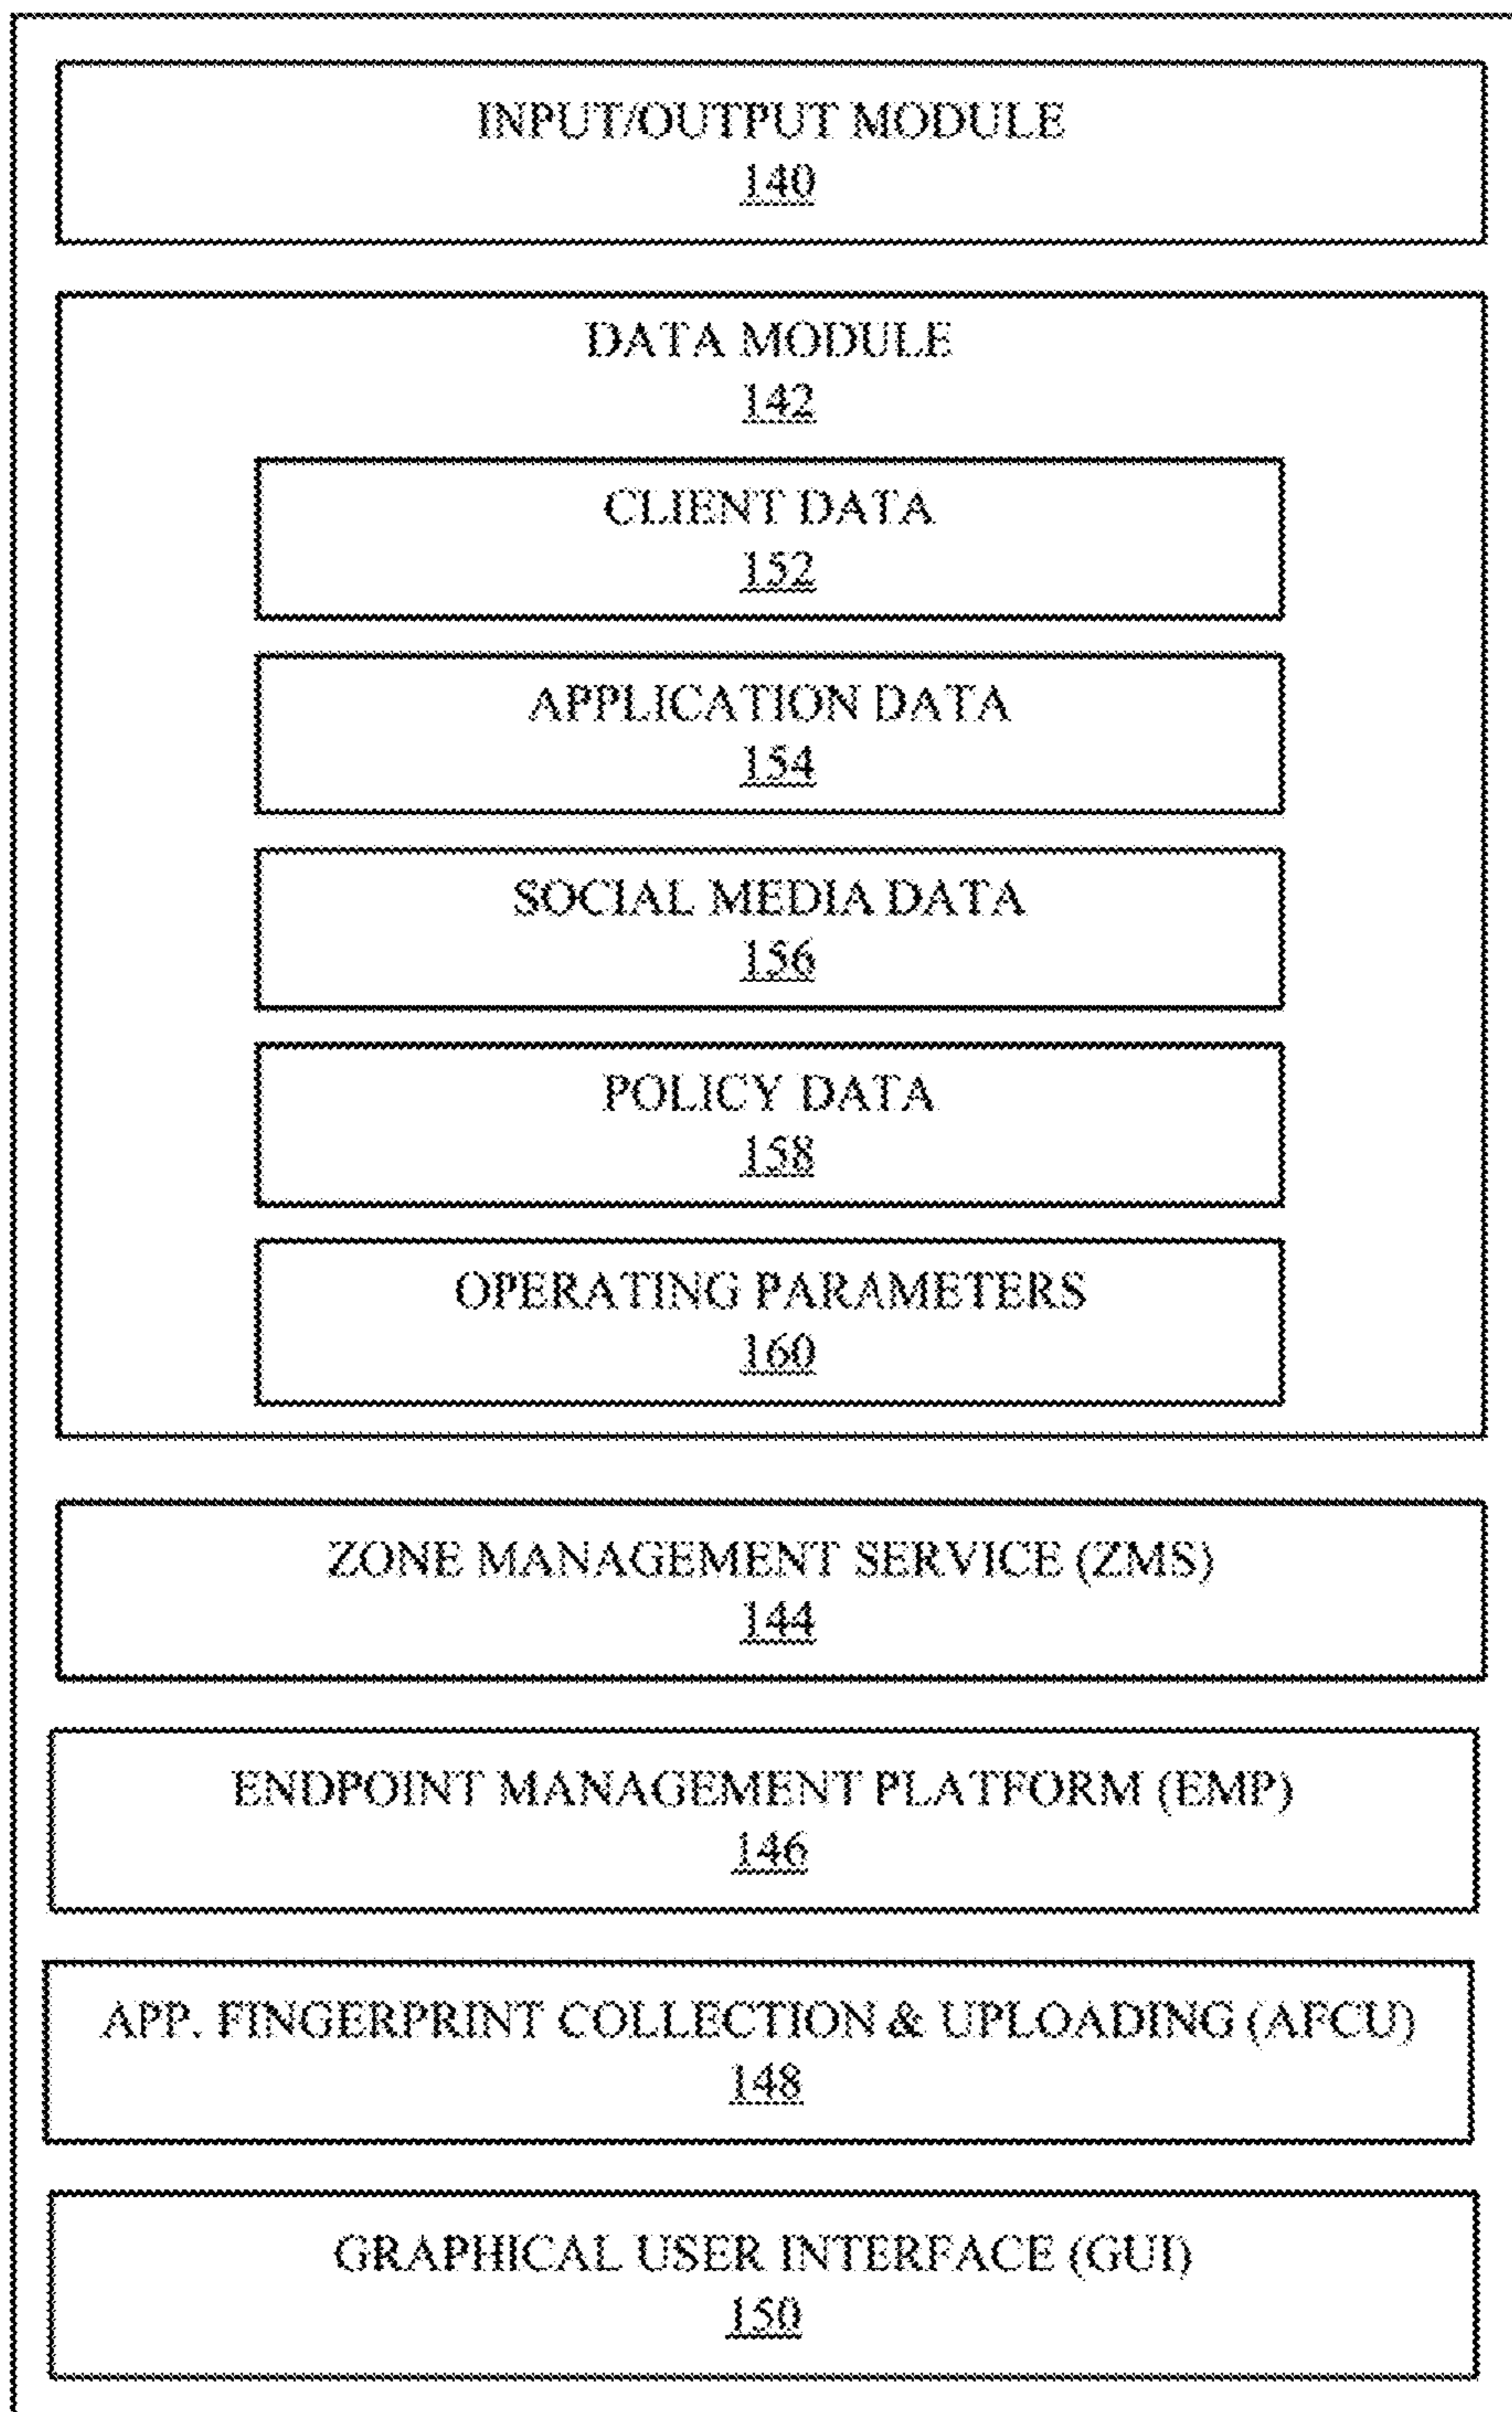 INPUT/OUTPUT MODULE
140
DATA MODULE
142
CLIENT DATA
152
APPLICATION DATA
154
SOCIAL MEDIA DATA
156
POLICY DATA
158
OPERATING PARAMETERS
160
ZONE MANAGEMENT SERVICE (ZMS)
144
ENDPOINT MANAGEMENT PLATFORM (EMP)
146
APP. FINGERPRINT COLLECTION & UPLOADING (AFCU)
148
GRAPHICAL USER INTERFACE (GUI)
150